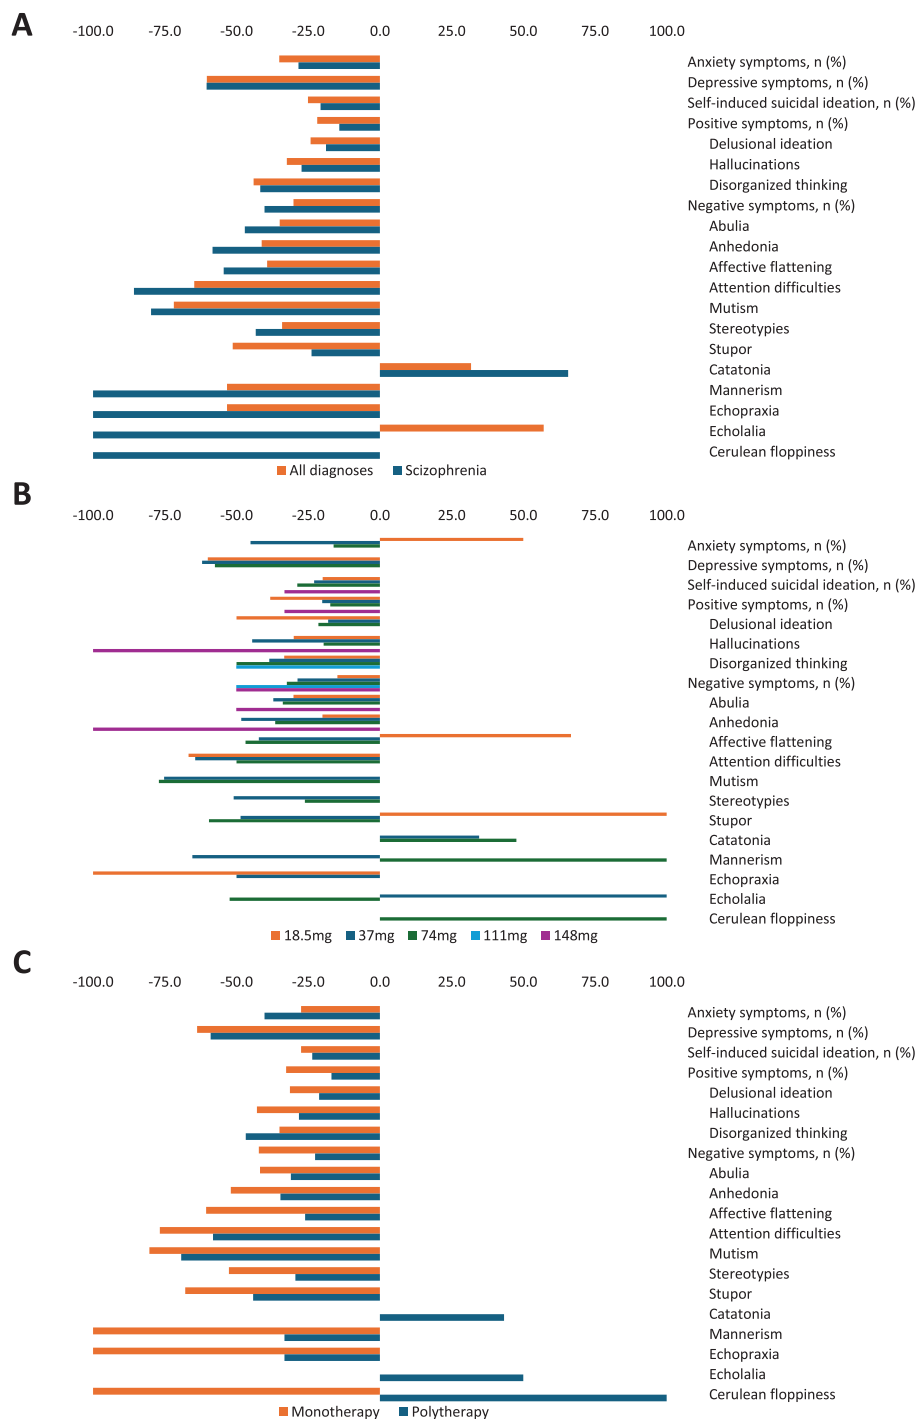 A
-100.0 -75.0 -50.0 -25.0 0.0 25.0 50.0 75.0 100.0
Anxiety symptoms, n (%)
Depressive symptoms, n (%)
Self-induced suicidal ideation, n (%)
Positive symptoms, n (%)
Delusional ideation
Hallucinations
Disorganized thinking
Negative symptoms, n (%)
Abulia
Anhedonia
Affective flattening
Attention difficulties
Mutism
Stereotypies
Stupor
Catatonia
Mannerism
Echopraxia
Echolalia
Cerulean floppiness
All diagnoses Scizophrenia
B
-100.0 -75.0 -50.0 -25.0 0.0 25.0 50.0 75.0 100.0
Anxiety symptoms, n (%)
Depressive symptoms, n (%)
Self-induced suicidal ideation, n (%)
Positive symptoms, n (%)
Delusional ideation
Hallucinations
Disorganized thinking
Negative symptoms, n (%)
Abulia
Anhedonia
Affective flattening
Attention difficulties
Mutism
Stereotypies
Stupor
Catatonia
Mannerism
Echopraxia
Echolalia
Cerulean floppiness
18.5mg 37mg 74mg 111mg 148mg
C
-100.0 -75.0 -50.0 -25.0 0.0 25.0 50.0 75.0 100.0
Anxiety symptoms, n (%)
Depressive symptoms, n (%)
Self-induced suicidal ideation, n (%)
Positive symptoms, n (%)
Delusional ideation
Hallucinations
Disorganized thinking
Negative symptoms, n (%)
Abulia
Anhedonia
Affective flattening
Attention difficulties
Mutism
Stereotypies
Stupor
Catatonia
Mannerism
Echopraxia
Echolalia
Cerulean floppiness
Monotherapy Polytherapy